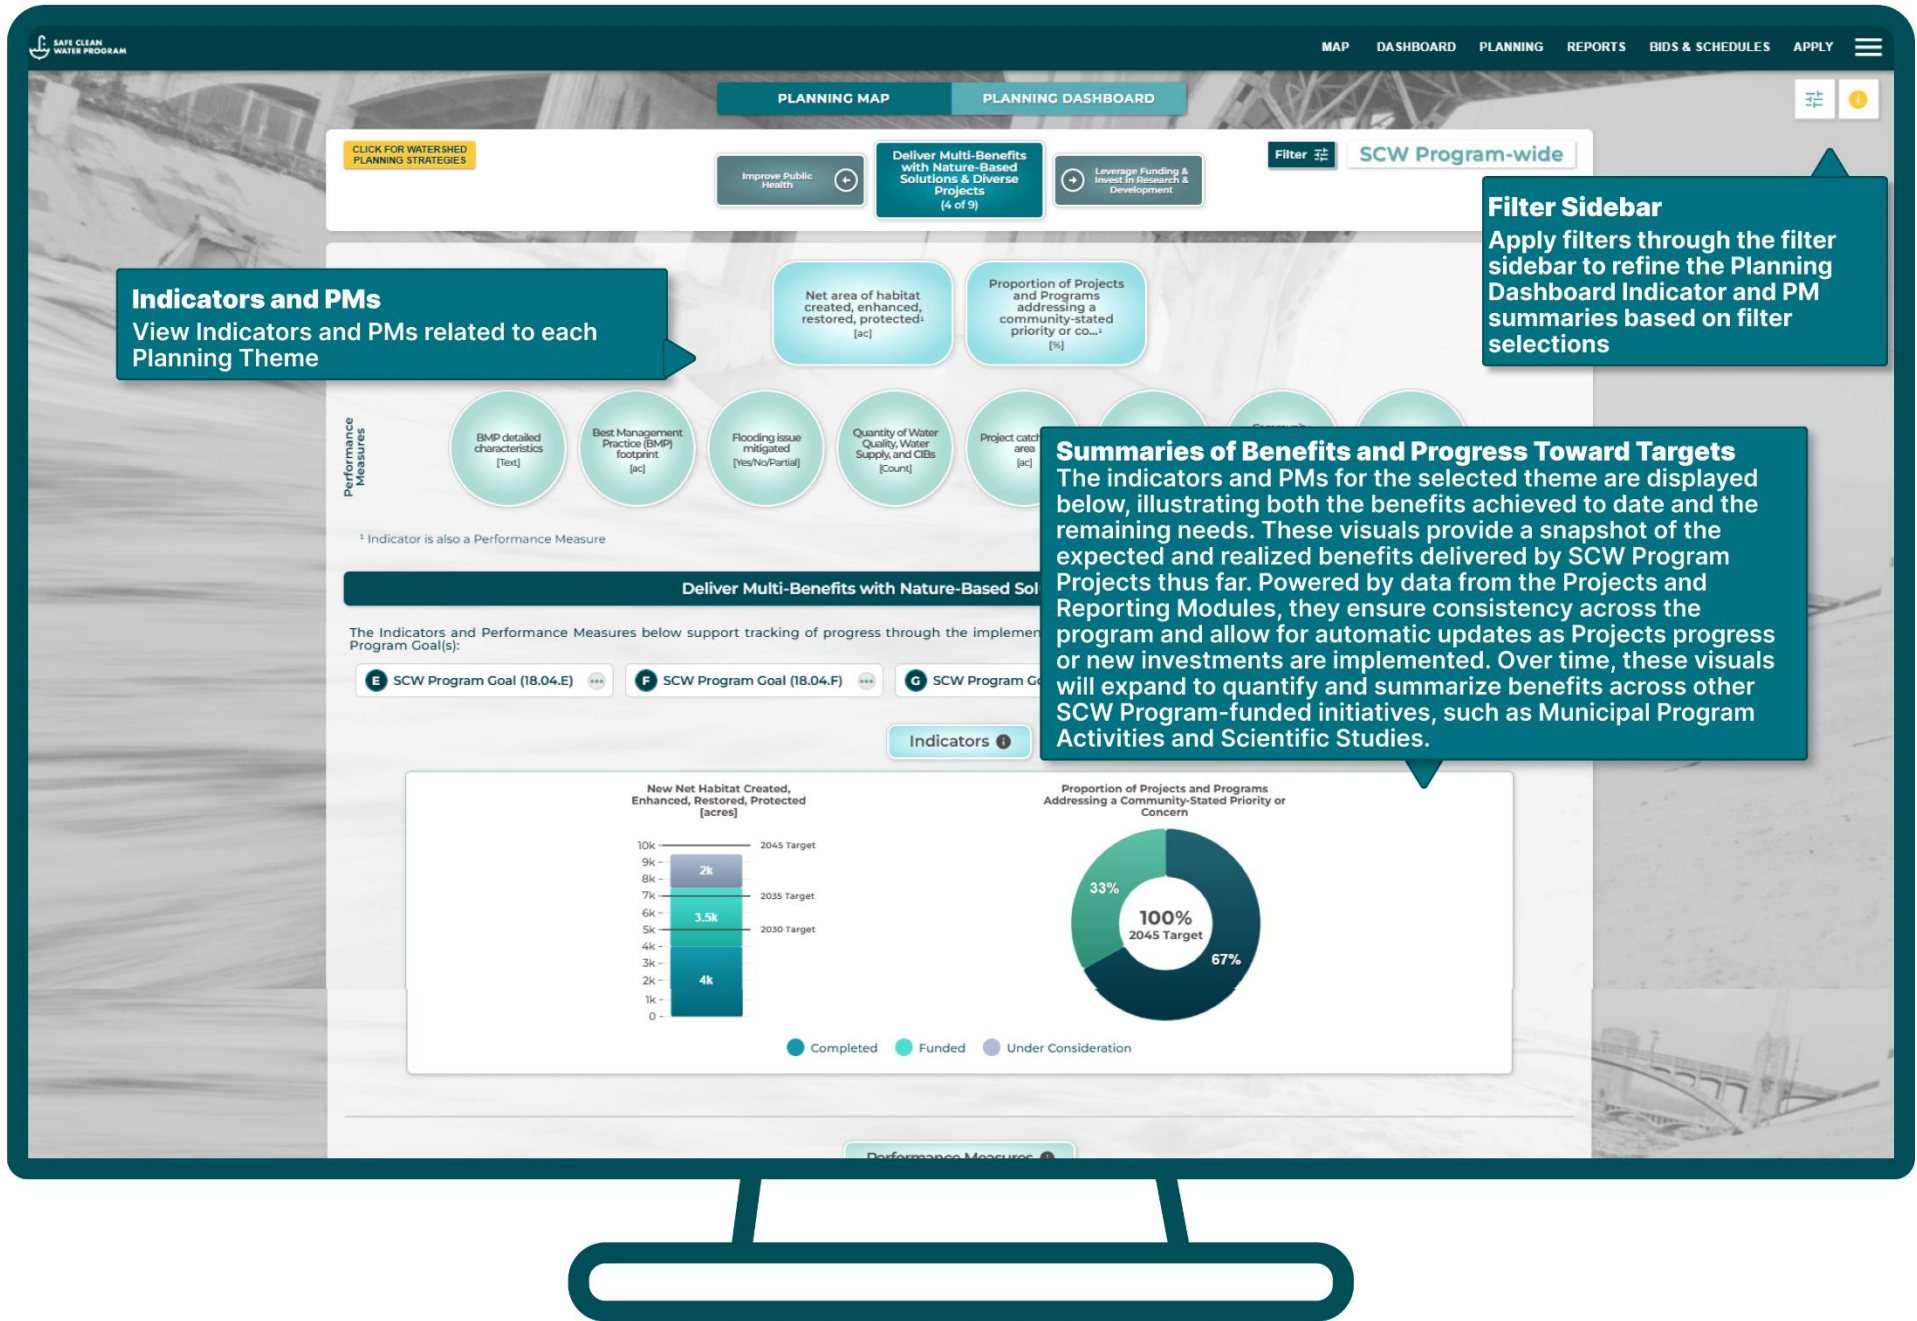 SAFE CLEAN
WATER PROGRAM
MAP DASHBOARD PLANNING REPORTS BIDS & SCHEDULES APPLY
PLANNING MAP PLANNING DASHBOARD
CLICK FOR WATERSHED
PLANNING STRATEGIES
Improve Public
Health
Deliver Multi-Benefits
with Nature-Based
Solutions & Diverse
Projects
(4 of 9)
Leverage Funding &
Invest in Research &
Development
Filter
SCW Program-wide
Filter Sidebar
Apply filters through the filter
sidebar to refine the Planning
Dashboard Indicator and PM
summaries based on filter
selections
Indicators and PMs
View Indicators and PMs related to each
Planning Theme
Net area of habitat
created, enhanced,
restored, protected¹
[ac]
Proportion of Projects
and Programs
addressing a
community-stated
priority or co...¹
[%]
Performance
Measures
BMP detailed
characteristics
[Text]
Best Management
Practice (BMP)
footprint
[ac]
Flooding issue
mitigated
[Yes/No/Partial]
Quantity of Water
Quality, Water
Supply, and CIBs
[Count]
Project catch
area
[ac]
Summaries of Benefits and Progress Toward Targets
The indicators and PMs for the selected theme are displayed
below, illustrating both the benefits achieved to date and the
remaining needs. These visuals provide a snapshot of the
expected and realized benefits delivered by SCW Program
Projects thus far. Powered by data from the Projects and
Reporting Modules, they ensure consistency across the
program and allow for automatic updates as Projects progress
or new investments are implemented. Over time, these visuals
will expand to quantify and summarize benefits across other
SCW Program-funded initiatives, such as Municipal Program
Activities and Scientific Studies.
¹ Indicator is also a Performance Measure
Deliver Multi-Benefits with Nature-Based Sol
The Indicators and Performance Measures below support tracking of progress through the implemen
Program Goal(s):
E SCW Program Goal (18.04.E) ...
F SCW Program Goal (18.04.F) ...
G SCW Program Go
Indicators
New Net Habitat Created,
Enhanced, Restored, Protected
[acres]
10k
9k
8k
7k
6k
5k
4k
3k
2k
1k
0
2k
3.5k
4k
2045 Target
2035 Target
2030 Target
Proportion of Projects and Programs
Addressing a Community-Stated Priority or
Concern
33%
100%
2045 Target
67%
Completed Funded Under Consideration
Performance Measures